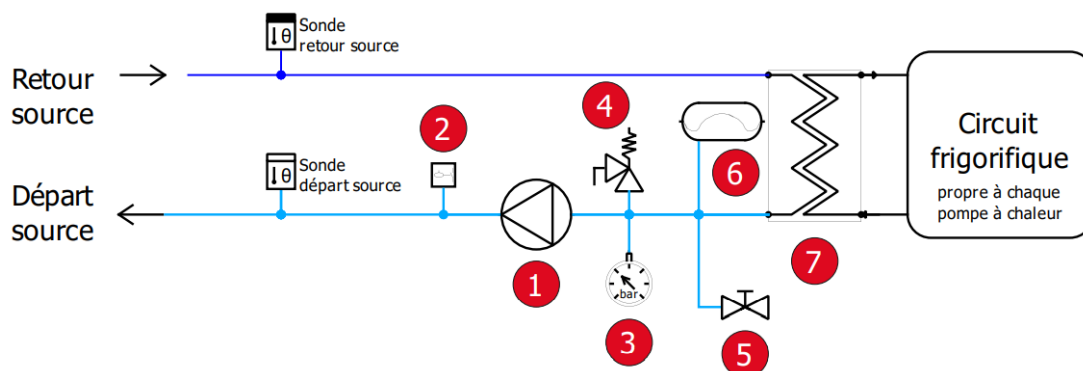 Sonde
retour source
Retour
source
4
2
6
Circuit
frigorifique
propre à chaque
pompe à chaleur
Sonde
départ source
Départ
source
1
bar
3
7
5